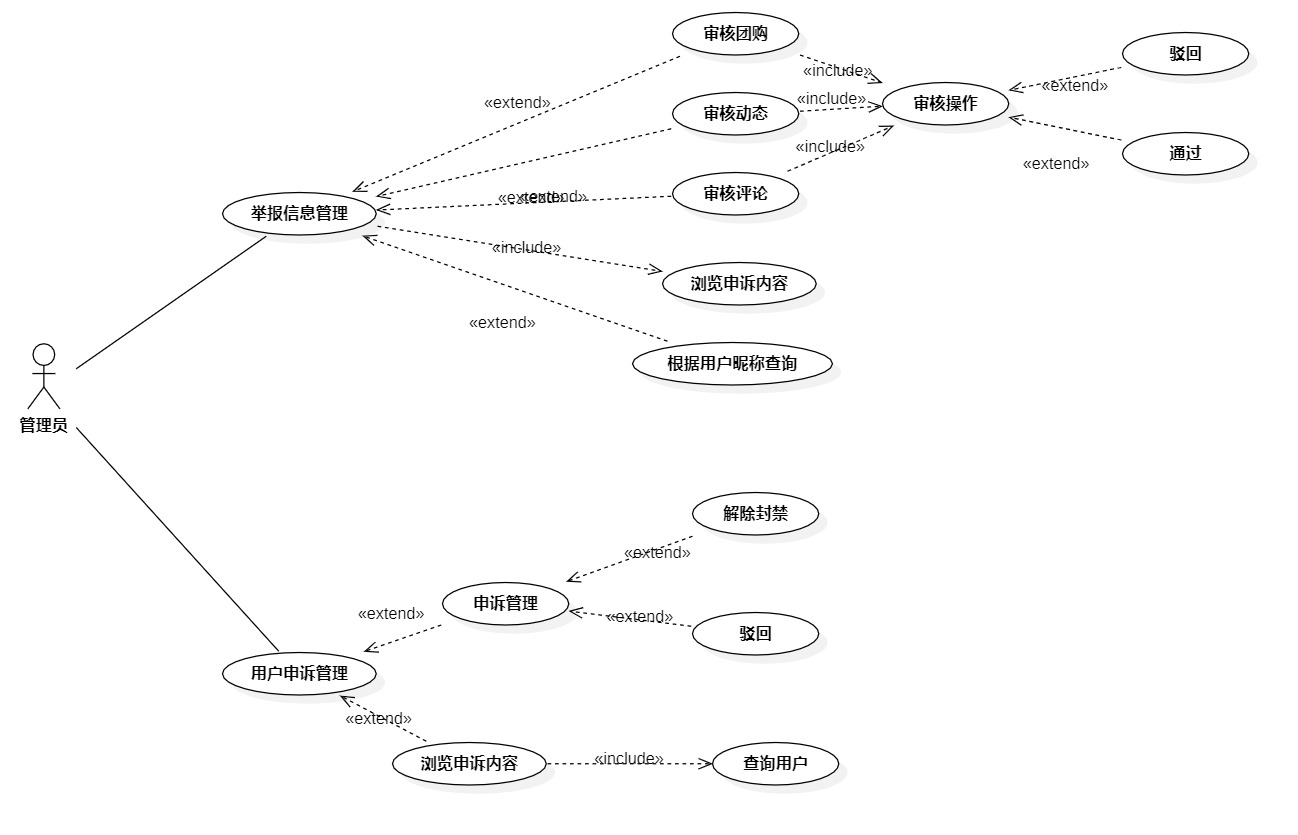 审核团购
驳回
«include»
«extend»
«extend»
审核动态
«include»
审核操作
«include»
通过
«extend»
审核评论
«extend»
«extend»
举报信息管理
«include»
浏览申诉内容
«extend»
根据用户昵称查询
管理员
解除封禁
«extend»
申诉管理
«extend»
«extend»
驳回
用户申诉管理
«extend»
浏览申诉内容
«include»
查询用户